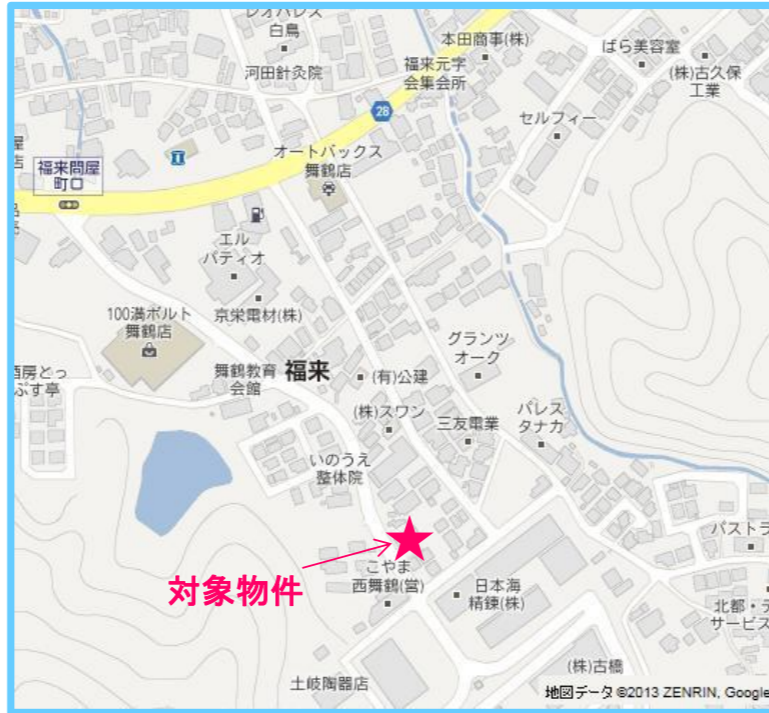 レオパレス
白鳥
河田針灸院
本田商事(株)
福来元字
会集会所
ばら美容室
(株)古久保
工業
28
セルフィー
オートバックス
舞鶴店
福来問屋
町口
エル
パティオ
京栄電材(株)
100満ボルト
舞鶴店
グランツ
オーク
舞鶴教育
会館
福来
(有)公建
(株)スワン
三友電業
パレス
タナカ
いのうえ
整体院
対象物件
こやま
西舞鶴(営)
日本海
精錬(株)
パストラ
北都・テ
サービス
土岐陶器店
(株)古橋
地図データ ©2013 ZENRIN, Google